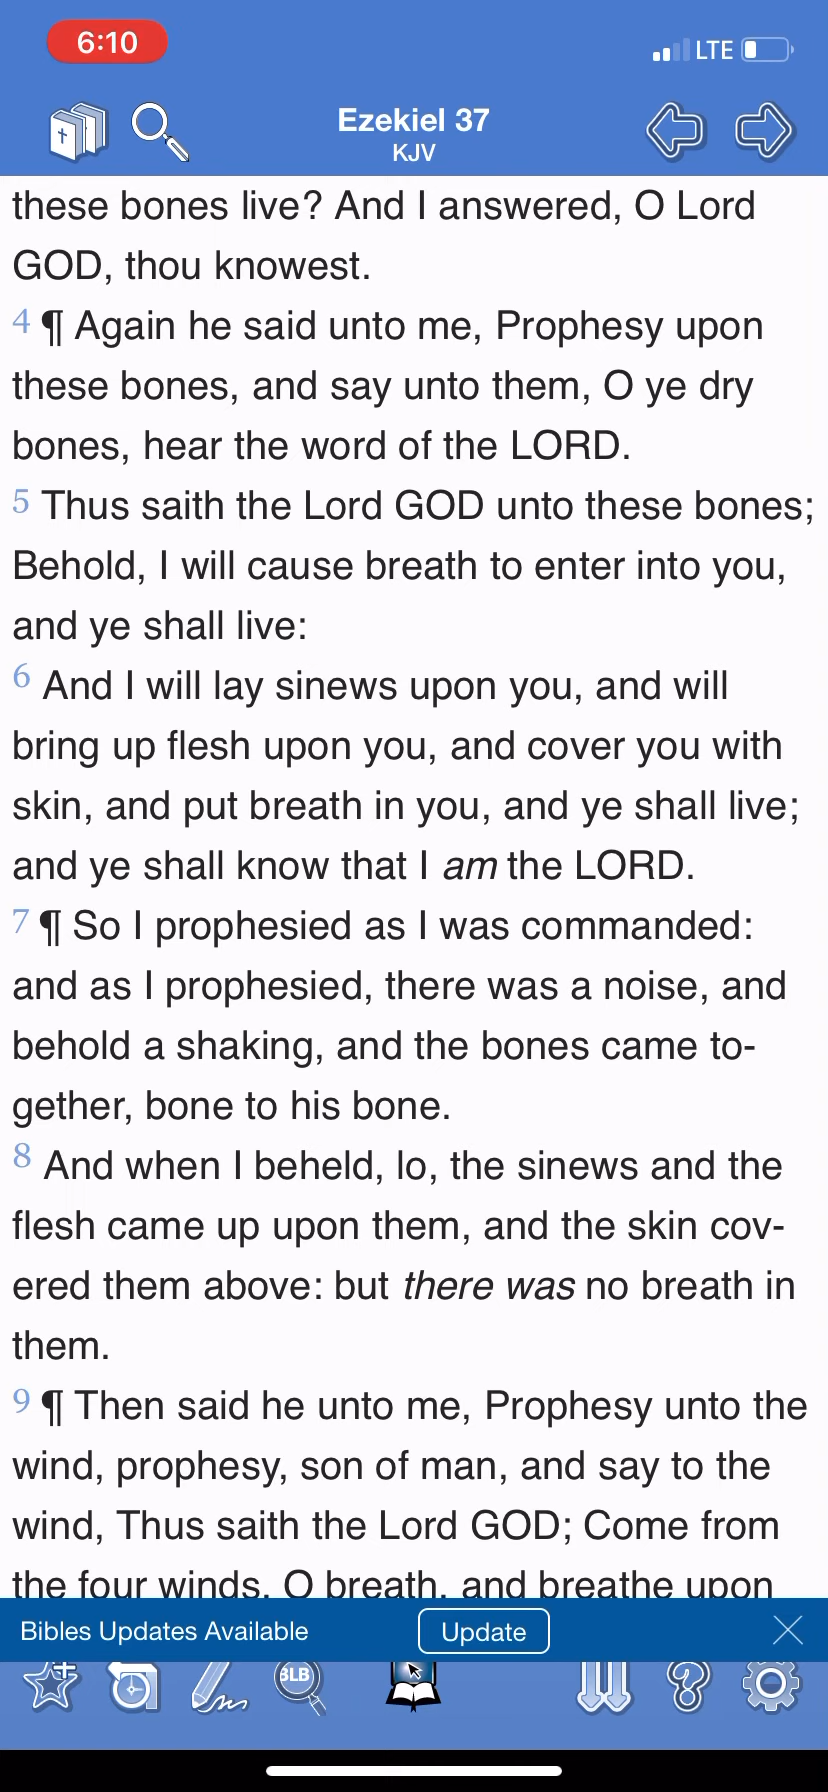 6:10
LTE
Ezekiel 37
KJV
these bones live? And I answered, O Lord
GOD, thou knowest.
4 ¶ Again he said unto me, Prophesy upon
these bones, and say unto them, O ye dry
bones, hear the word of the LORD.
5 Thus saith the Lord GOD unto these bones;
Behold, I will cause breath to enter into you,
and ye shall live:
6 And I will lay sinews upon you, and will
bring up flesh upon you, and cover you with
skin, and put breath in you, and ye shall live;
and ye shall know that I am the LORD.
7 ¶ So I prophesied as I was commanded:
and as I prophesied, there was a noise, and
behold a shaking, and the bones came to-
gether, bone to his bone.
8 And when I beheld, lo, the sinews and the
flesh came up upon them, and the skin cov-
ered them above: but there was no breath in
them.
9 ¶ Then said he unto me, Prophesy unto the
wind, prophesy, son of man, and say to the
wind, Thus saith the Lord GOD; Come from
the four winds, O breath, and breathe upon
Bibles Updates Available
Update
BLB